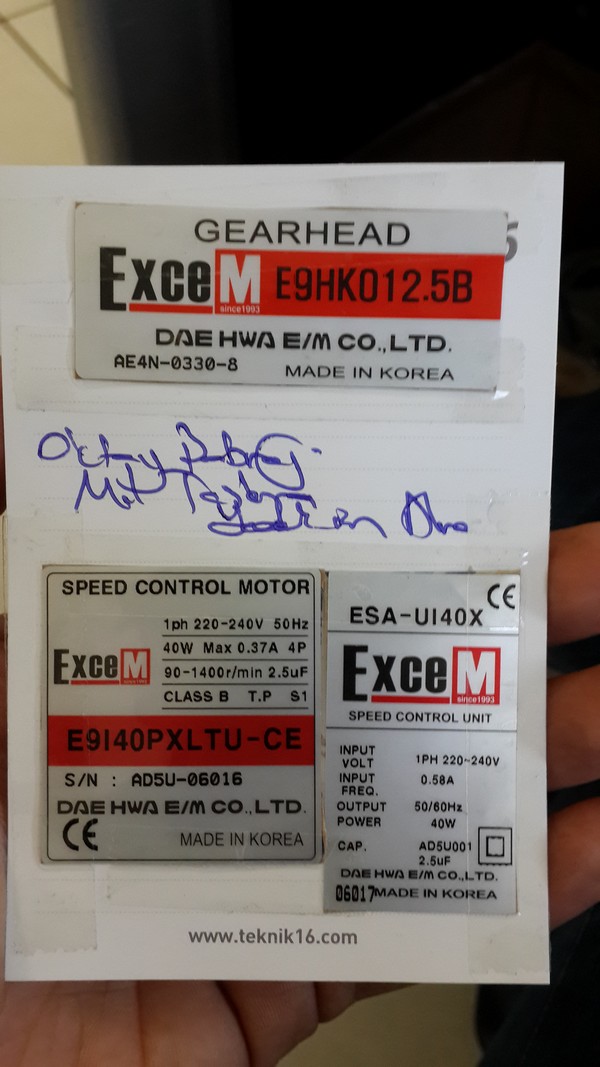 GEARHEAD
ExceM E9HK012.5B
since1993
DAE HWA E/M CO.,LTD.
AE4N-0330-8 MADE IN KOREA
SPEED CONTROL MOTOR
1ph 220-240V 50Hz
40W Max 0.37A 4P
ExceM
since1993
90-1400r/min 2.5uF
CLASS B T.P S1
E9I40PXLTU-CE
S/N : AD5U-06016
DAE HWA E/M CO.,LTD.
CE MADE IN KOREA
ESA-UI40X CE
ExceM
since1993
SPEED CONTROL UNIT
INPUT VOLT 1PH 220~240V
INPUT 0.58A
FREQ.
OUTPUT 50/60Hz
POWER 40W
CAP. AD5U001
2.5uF
DAE HWA E/M CO.,LTD.
06017 MADE IN KOREA
www.teknik16.com